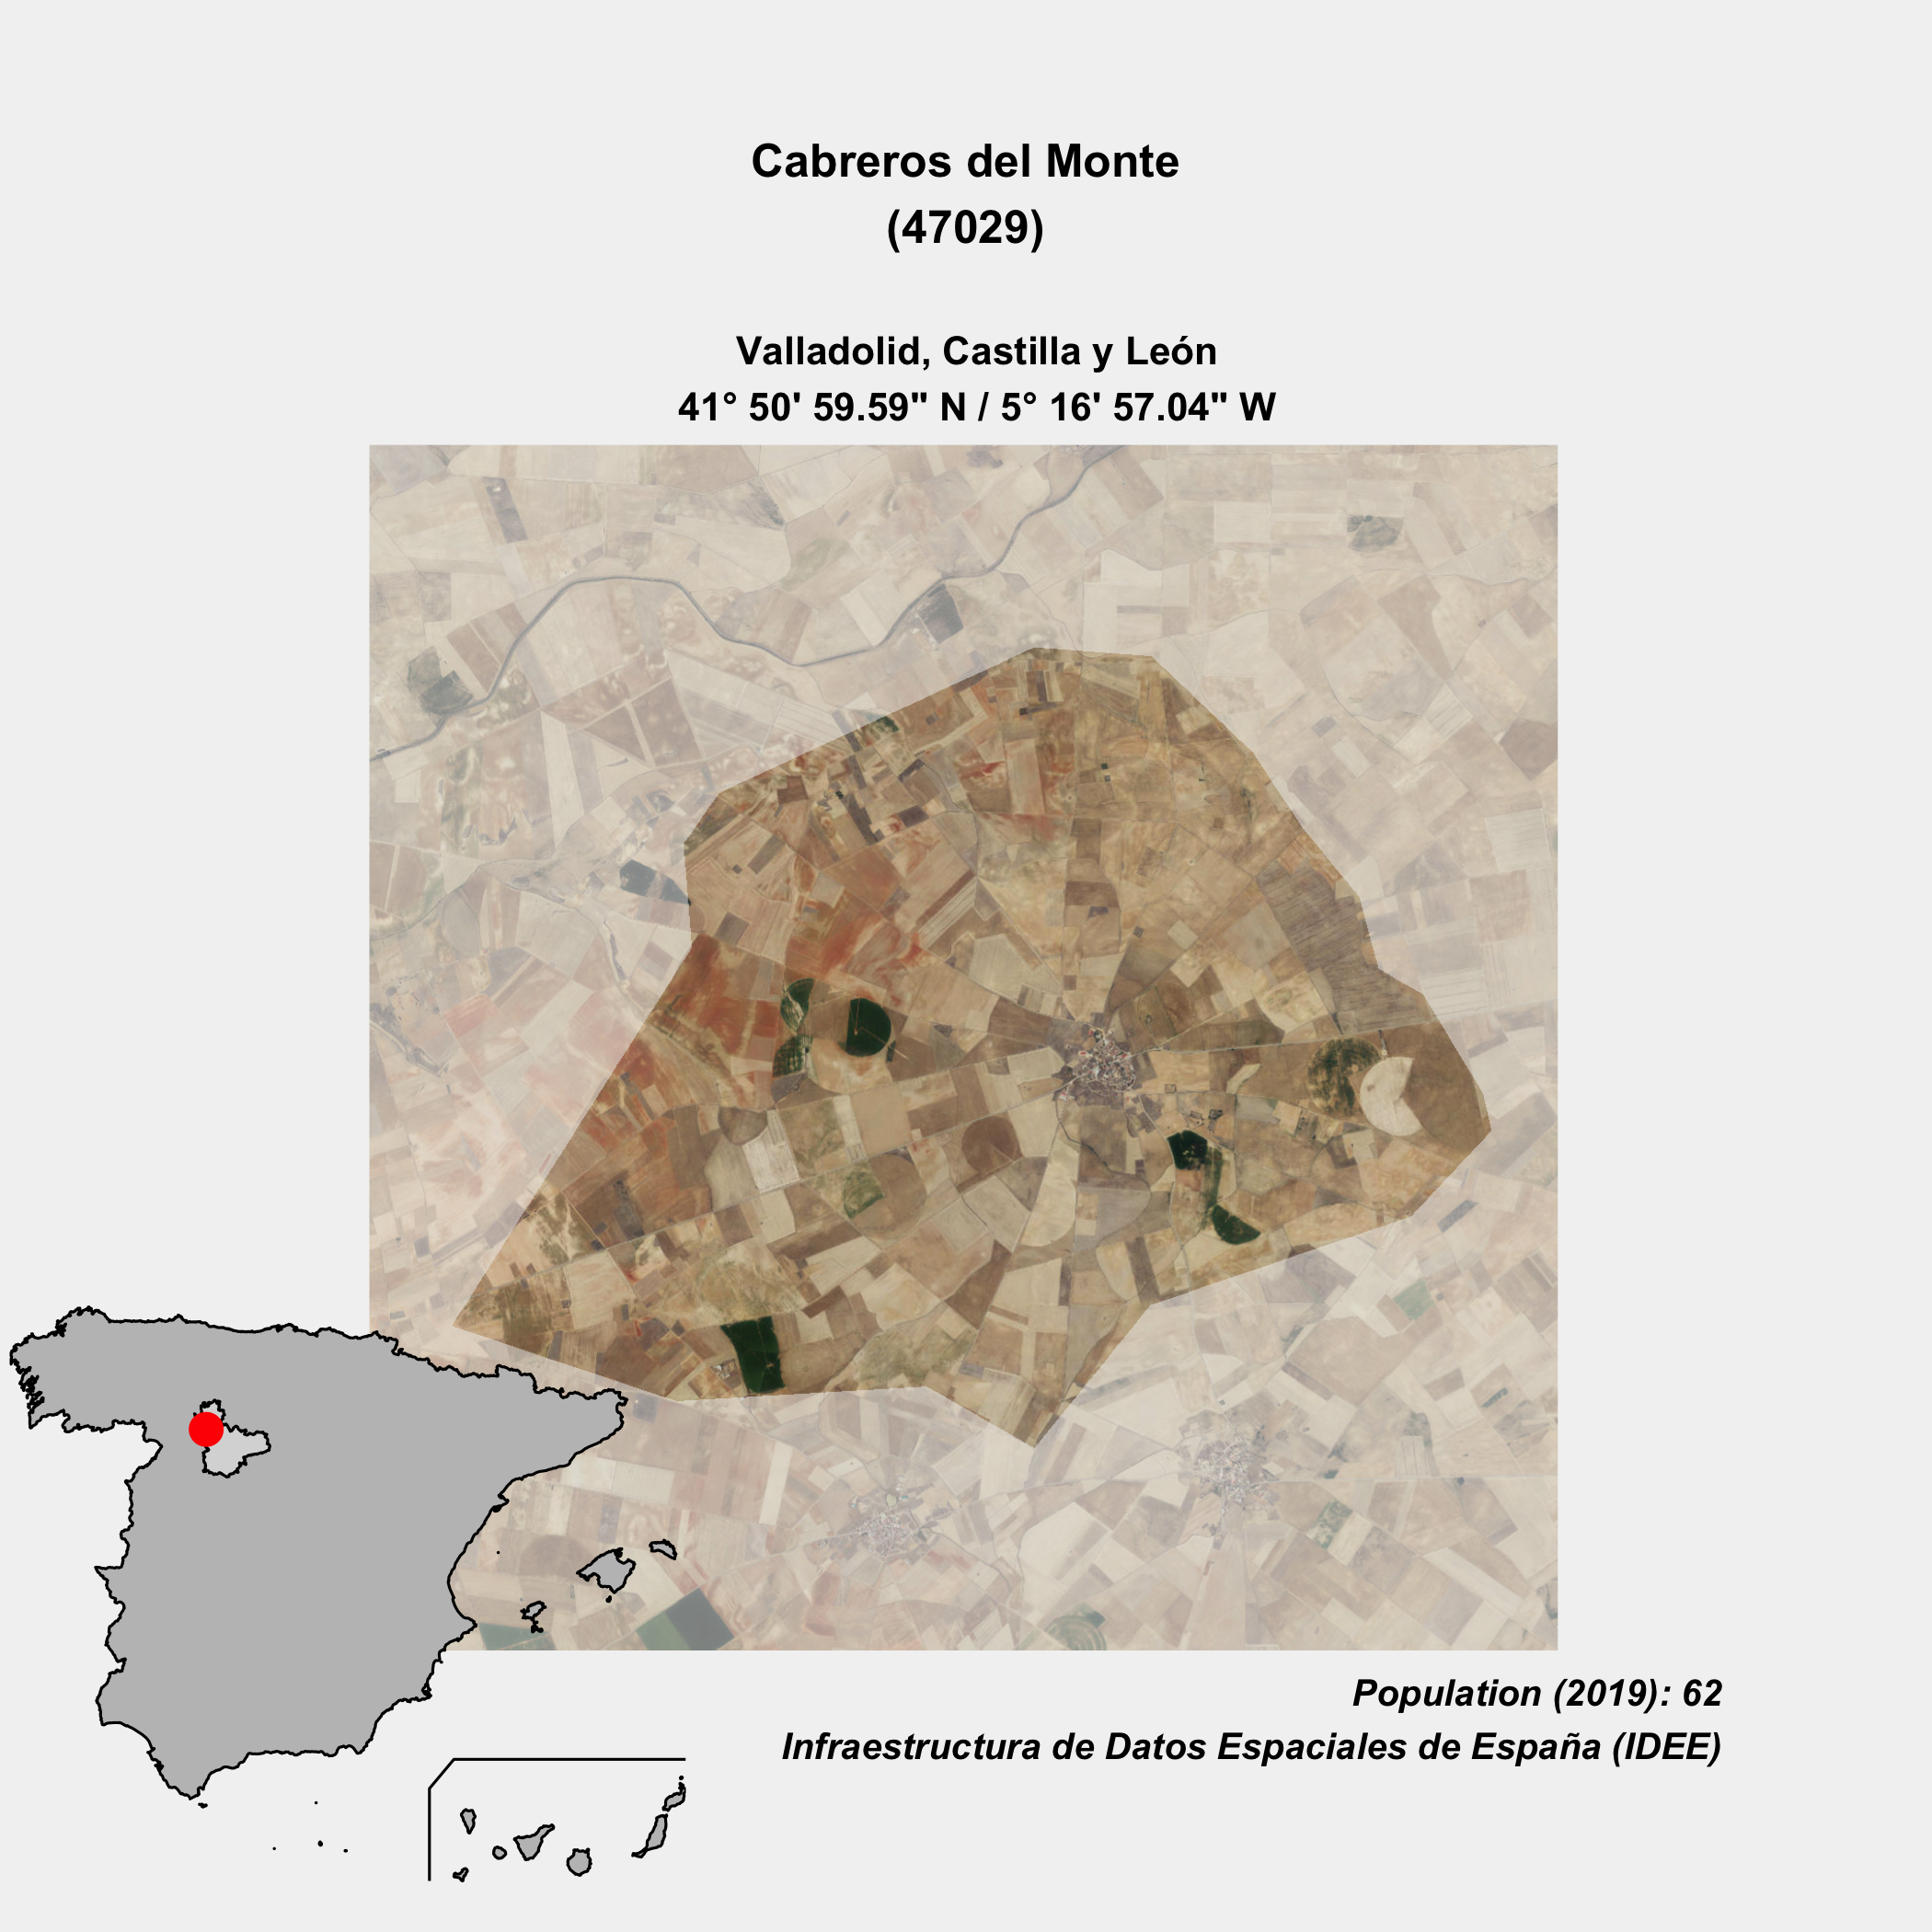 Cabreros del Monte
(47029)
Valladolid, Castilla y León
41° 50' 59.59" N / 5° 16' 57.04" W
Population (2019): 62
Infraestructura de Datos Espaciales de España (IDEE)